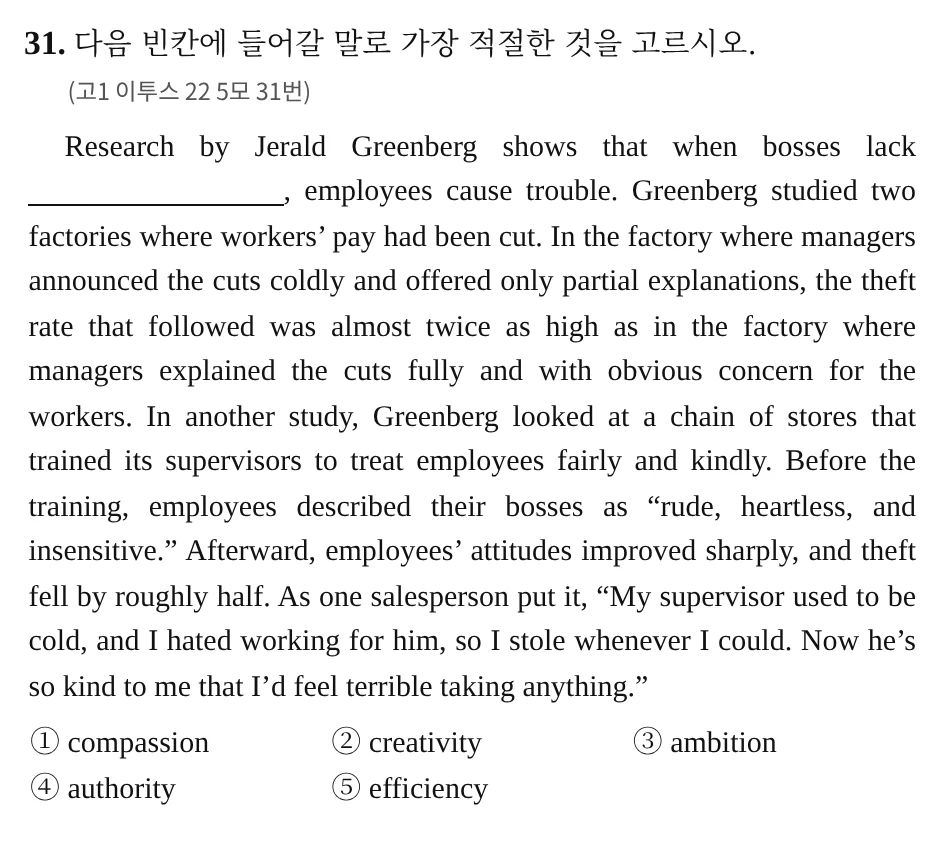 31. 다음 빈칸에 들어갈 말로 가장 적절한 것을 고르시오.
(고1 이투스 22 5모 31번)
Research by Jerald Greenberg shows that when bosses lack
________________, employees cause trouble. Greenberg studied two
factories where workers’ pay had been cut. In the factory where managers
announced the cuts coldly and offered only partial explanations, the theft
rate that followed was almost twice as high as in the factory where
managers explained the cuts fully and with obvious concern for the
workers. In another study, Greenberg looked at a chain of stores that
trained its supervisors to treat employees fairly and kindly. Before the
training, employees described their bosses as “rude, heartless, and
insensitive.” Afterward, employees’ attitudes improved sharply, and theft
fell by roughly half. As one salesperson put it, “My supervisor used to be
cold, and I hated working for him, so I stole whenever I could. Now he’s
so kind to me that I’d feel terrible taking anything.”
① compassion ② creativity ③ ambition
④ authority ⑤ efficiency